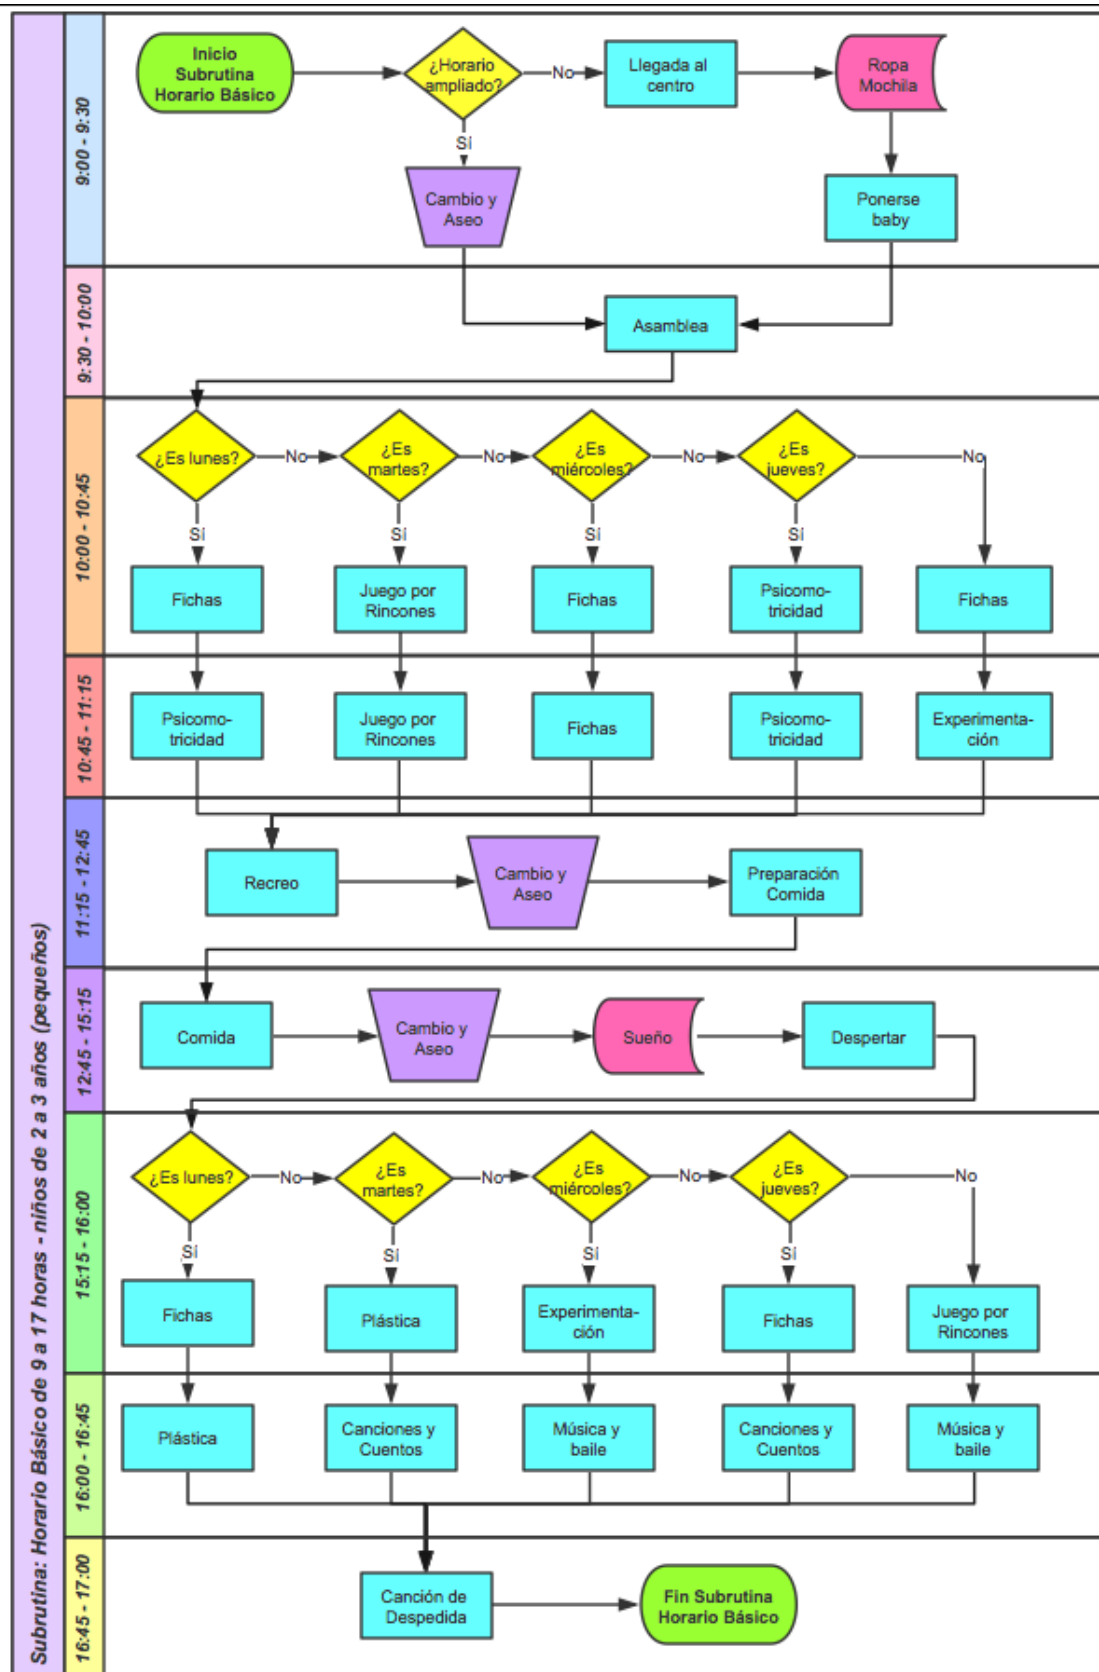 Subrutina: Horario Básico de 9 a 17 horas - niños de 2 a 3 años (pequeños)
9:00 - 9:30
Inicio
Subrutina
Horario Básico
¿Horario
ampliado?
No
Llegada al
centro
Ropa
Mochila
Sí
Cambio y
Aseo
Ponerse
baby
9:30 - 10:00
Asamblea
10:00 - 10:45
¿Es lunes?
No
¿Es
martes?
No
¿Es
miércoles?
No
¿Es
jueves?
No
Sí
Sí
Sí
Sí
Fichas
Juego por
Rincones
Fichas
Psicomo-
tricidad
Fichas
10:45 - 11:15
Psicomo-
tricidad
Juego por
Rincones
Fichas
Psicomo-
tricidad
Experimenta-
ción
11:15 - 12:45
Recreo
Cambio y
Aseo
Preparación
Comida
12:45 - 15:15
Comida
Cambio y
Aseo
Sueño
Despertar
15:15 - 16:00
¿Es lunes?
No
¿Es
martes?
No
¿Es
miércoles?
No
¿Es
jueves?
No
Sí
Sí
Sí
Sí
Fichas
Plástica
Experimenta-
ción
Fichas
Juego por
Rincones
16:00 - 16:45
Plástica
Canciones y
Cuentos
Música y
baile
Canciones y
Cuentos
Música y
baile
16:45 - 17:00
Canción de
Despedida
Fin Subrutina
Horario Básico